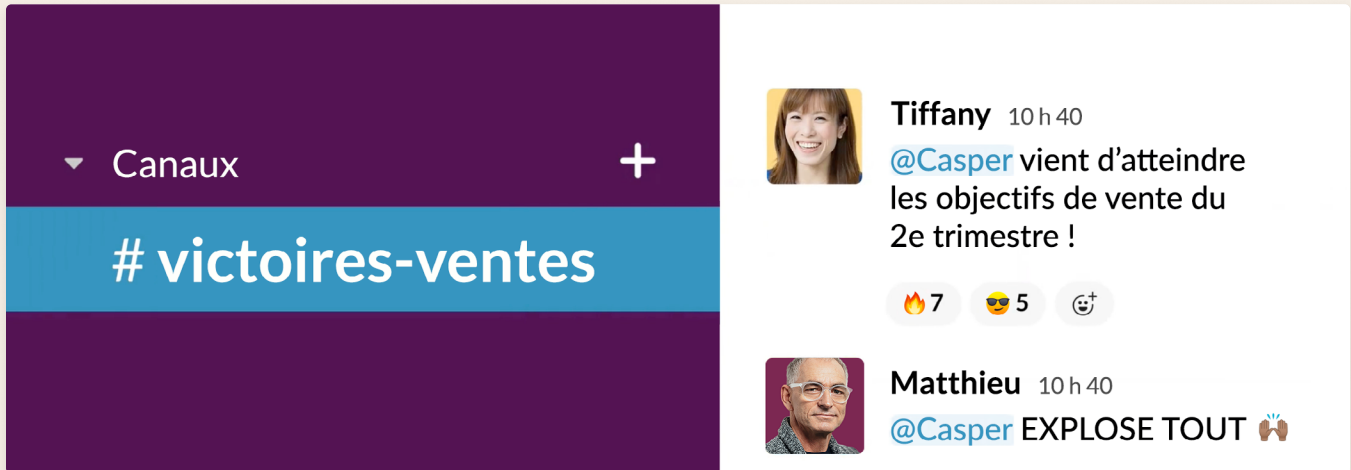 Canaux
# victoires-ventes
Tiffany 10 h 40
@Casper vient d’atteindre
les objectifs de vente du
2e trimestre !
🔥 7 😎 5
Matthieu 10 h 40
@Casper EXPLOSE TOUT 🙌🏽